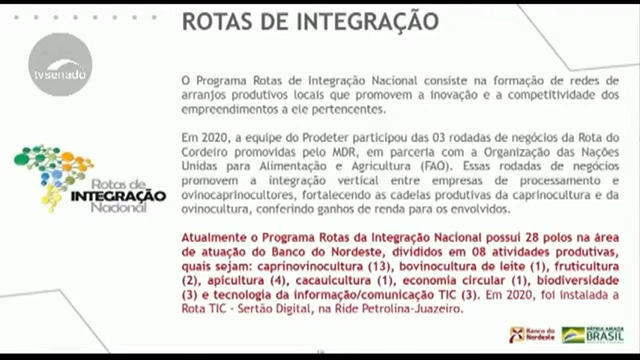 ROTAS DE INTEGRAÇÃO
tvsenado
O Programa Rotas de Integração Nacional consiste na formação de redes de
arranjos produtivos locais que promovem a inovação e a competitividade dos
empreendimentos a ele pertencentes.
Em 2020, a equipe do Prodeter participou das 03 rodadas de negócios da Rota do
Cordeiro promovidas pelo MDR, em parceria com a Organização das Nações
Unidas para Alimentação e Agricultura (FAO). Essas rodadas de negócios
promovem a integração vertical entre empresas de processamento e
ovinocaprinocultores, fortalecendo as cadeias produtivas da caprinocultura e da
ovinocultura, conferindo ganhos de renda para os envolvidos.
Rotas de
INTEGRAÇÃO
Nacional
Atualmente o Programa Rotas da Integração Nacional possui 28 polos na área
de atuação do Banco do Nordeste, divididos em 08 atividades produtivas,
quais sejam: caprinovinocultura (13), bovinocultura de leite (1), fruticultura
(2), apicultura (4), cacauicultura (1), economia circular (1), biodiversidade
(3) e tecnologia da informação/comunicação TIC (3). Em 2020, foi instalada a
Rota TIC - Sertão Digital, na Ride Petrolina-Juazeiro.
Banco do
Nordeste
PÁTRIA AMADA
BRASIL